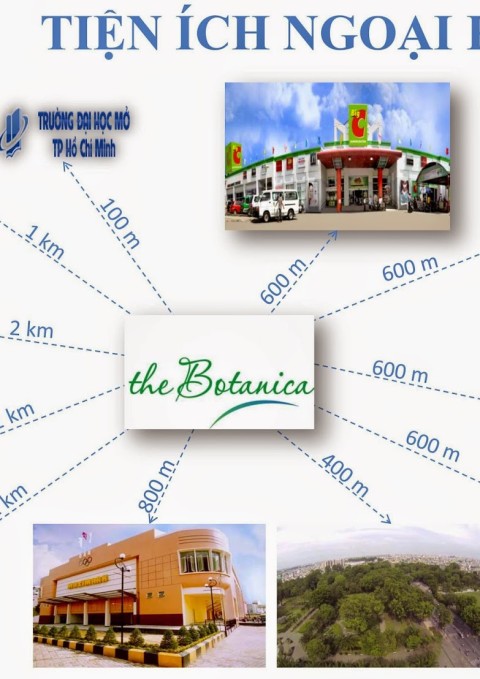 TIỆN ÍCH NGOẠI
TRƯỜNG ĐẠI HỌC MỞ
TP Hồ Chí Minh
100 m
1 km
600 m
600 m
2 km
the Botanica
600 m
km
600 m
km
800 m
400 m